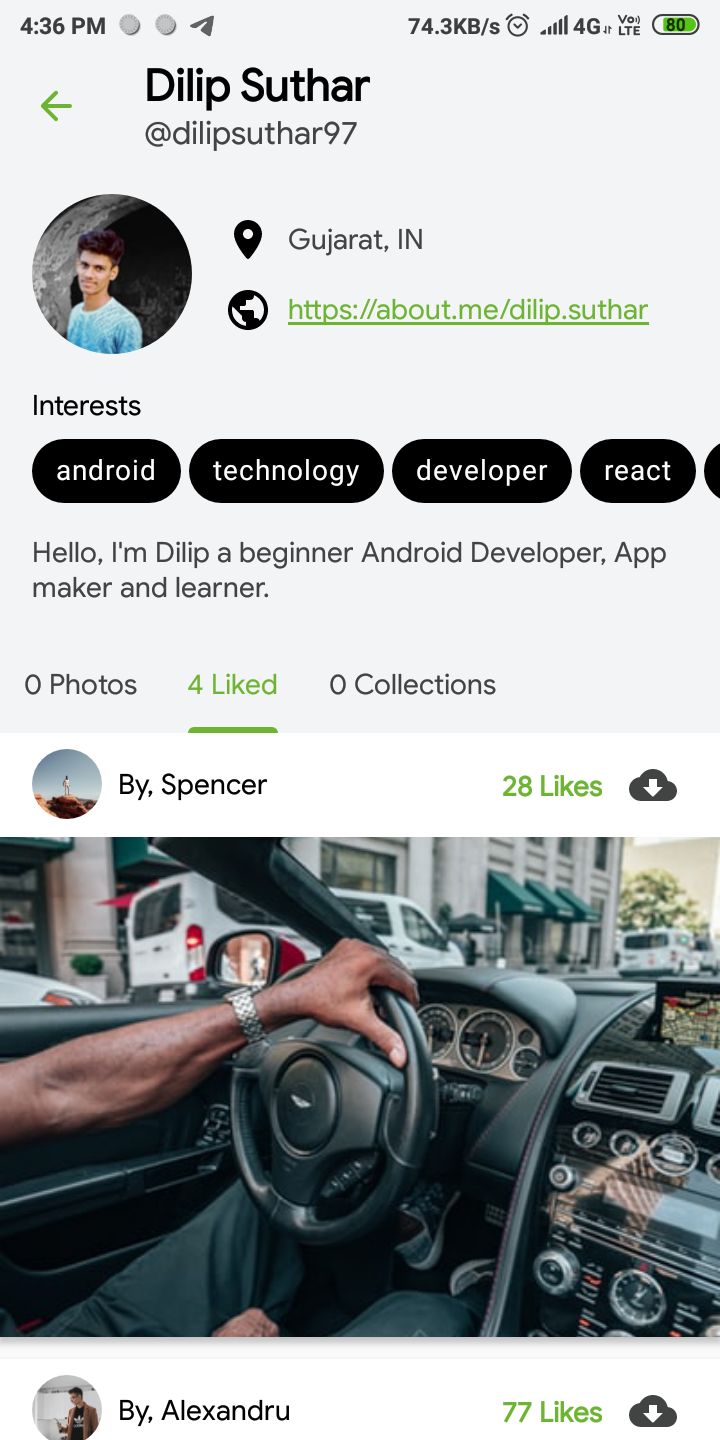 4:36 PM 74.3KB/s 4G Vo)) LTE 80
Dilip Suthar
@dilipsuthar97
Gujarat, IN
https://about.me/dilip.suthar
Interests
android technology developer react
Hello, I'm Dilip a beginner Android Developer, App
maker and learner.
0 Photos 4 Liked 0 Collections
By, Spencer 28 Likes
By, Alexandru 77 Likes